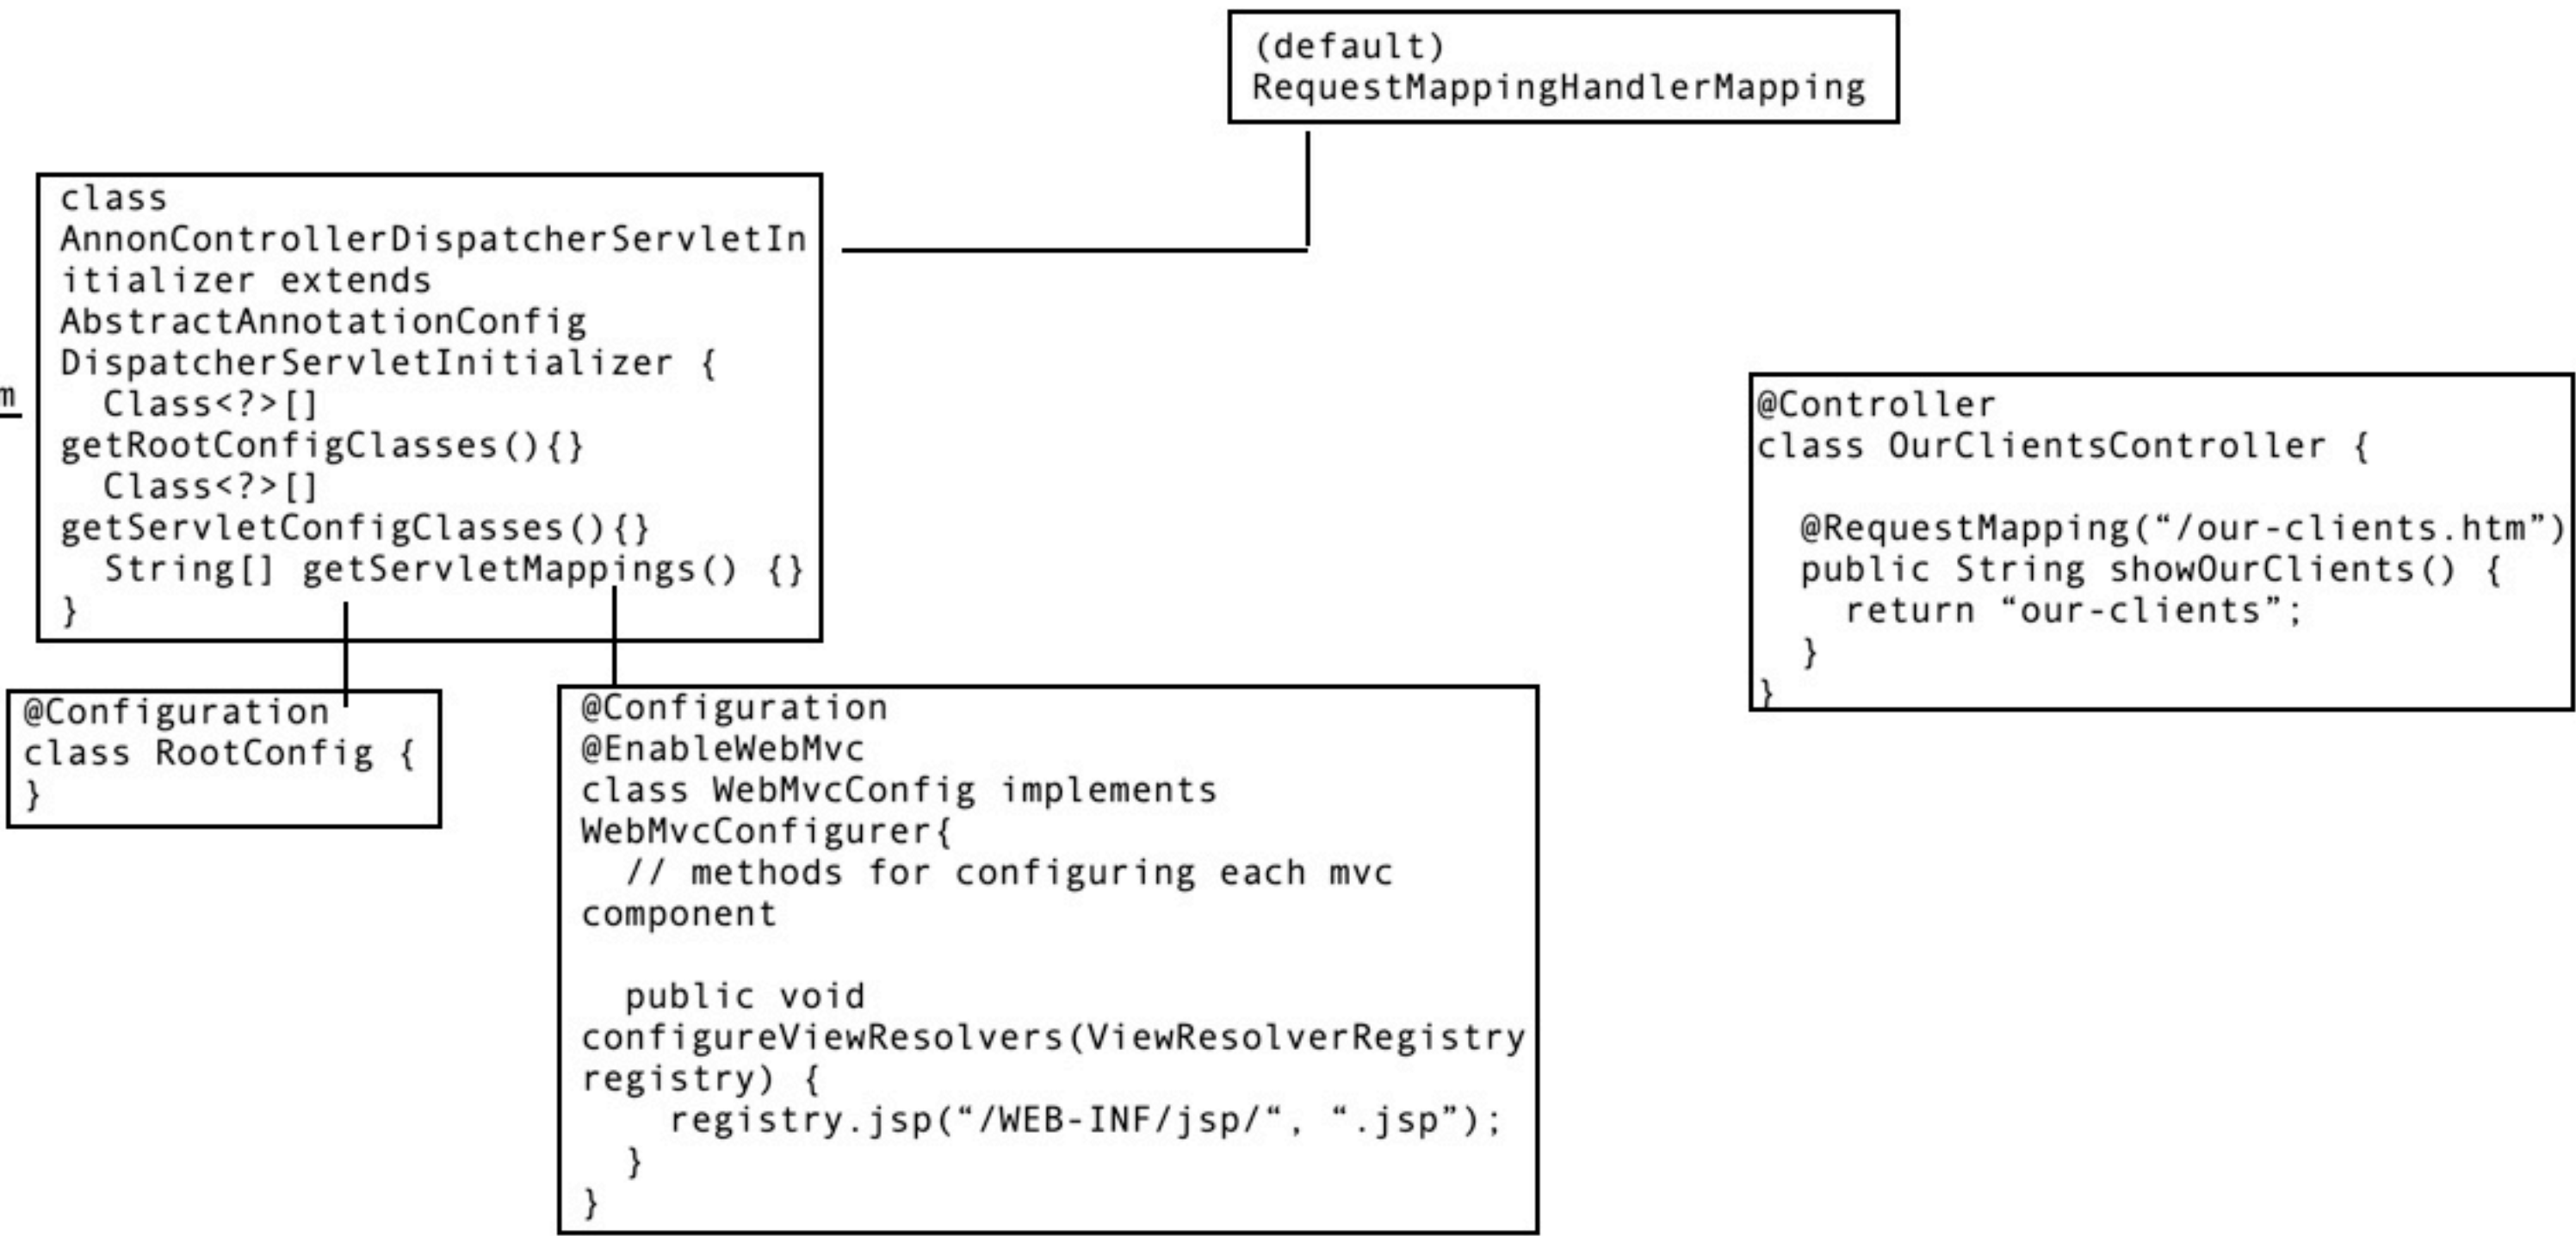 (default)
RequestMappingHandlerMapping
class
AnnonControllerDispatcherServletIn
itializer extends
AbstractAnnotationConfig
DispatcherServletInitializer {
Class<?>[]
getRootConfigClasses(){}
Class<?>[]
getServletConfigClasses(){}
String[] getServletMappings() {}
}
m
@Configuration
class RootConfig {
}
@Configuration
@EnableWebMvc
class WebMvcConfig implements
WebMvcConfigurer{
// methods for configuring each mvc
component
public void
configureViewResolvers(ViewResolverRegistry
registry) {
registry.jsp(“/WEB-INF/jsp/“, “.jsp”);
}
}
@Controller
class OurClientsController {
@RequestMapping(“/our-clients.htm”)
public String showOurClients() {
return “our-clients”;
}
}